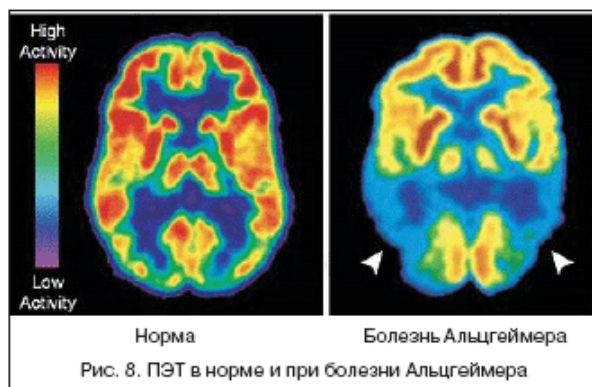 High
Activity
Low
Activity
Норма
Болезнь Альцгеймера
Рис. 8. ПЭТ в норме и при болезни Альцгеймера